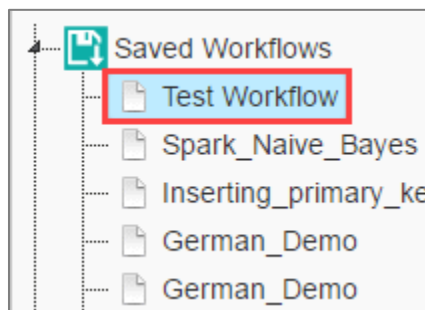 Saved Workflows
Test Workflow
Spark_Naive_Bayes
Inserting_primary_ke
German_Demo
German_Demo